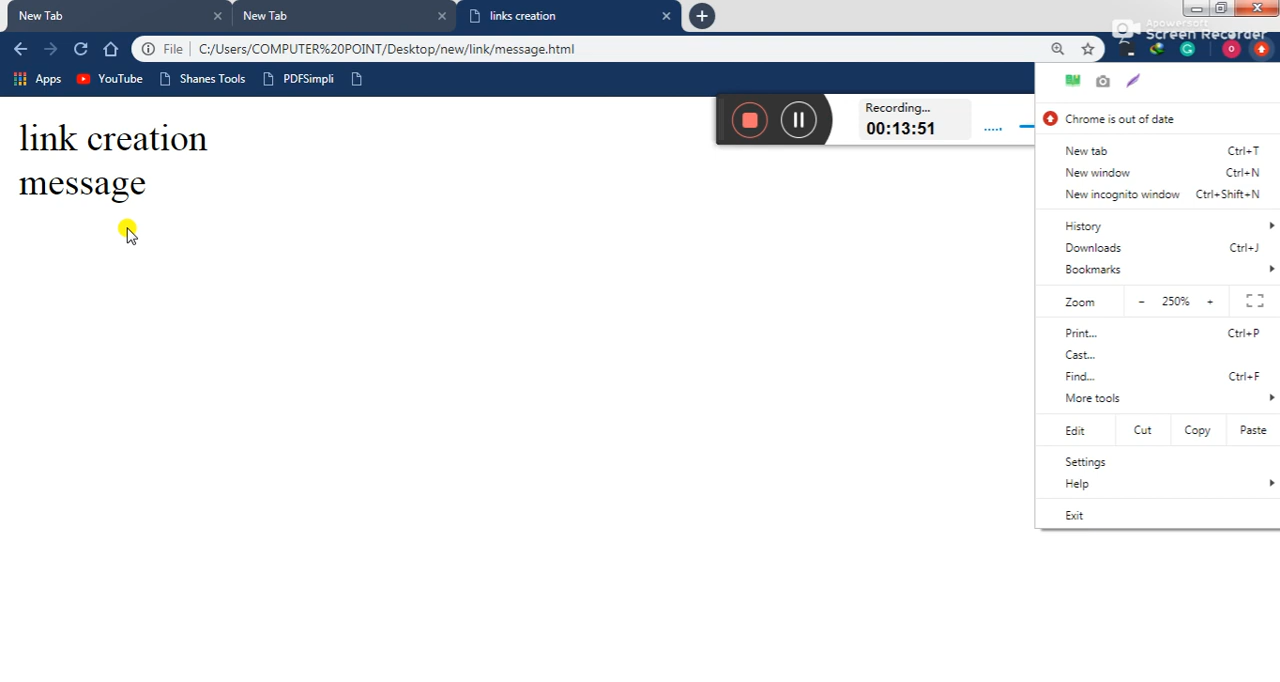 New Tab
New Tab
links creation
Apowersoft
Screen Recorder
File
C:/Users/COMPUTER%20POINT/Desktop/new/link/message.html
Apps
YouTube
Shanes Tools
PDFSimpli
link creation
message
Recording...
00:13:51
Chrome is out of date
New tab Ctrl+T
New window Ctrl+N
New incognito window Ctrl+Shift+N
History
Downloads Ctrl+J
Bookmarks
Zoom - 250% +
Print... Ctrl+P
Cast...
Find... Ctrl+F
More tools
Edit Cut Copy Paste
Settings
Help
Exit